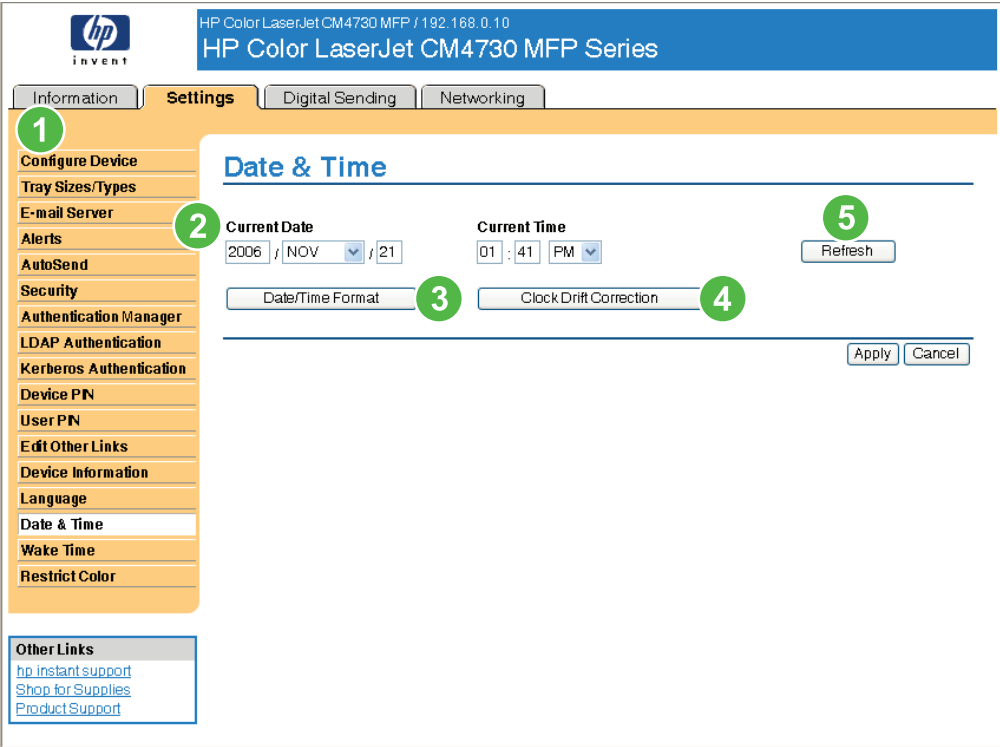 hp
invent
HP Color LaserJet CM4730 MFP / 192.168.0.10
HP Color LaserJet CM4730 MFP Series
Information Settings Digital Sending Networking
1
Configure Device
Tray Sizes/Types
E-mail Server
Alerts
AutoSend
Security
Authentication Manager
LDAP Authentication
Kerberos Authentication
Device PIN
User PIN
Edit Other Links
Device Information
Language
Date & Time
Wake Time
Restrict Color
Other Links
hp instant support
Shop for Supplies
Product Support
Date & Time
2
Current Date Current Time
5
2006 / NOV / 21 01 : 41 PM Refresh
Date/Time Format 3 Clock Drift Correction 4
Apply Cancel